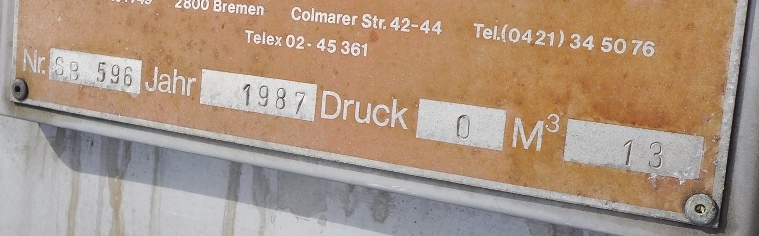 2800 Bremen Colmarer Str. 42-44 Tel.(0421) 34 50 76
Telex 02-45 361
Nr. SB 596 Jahr 1987 Druck 0 M³ 13